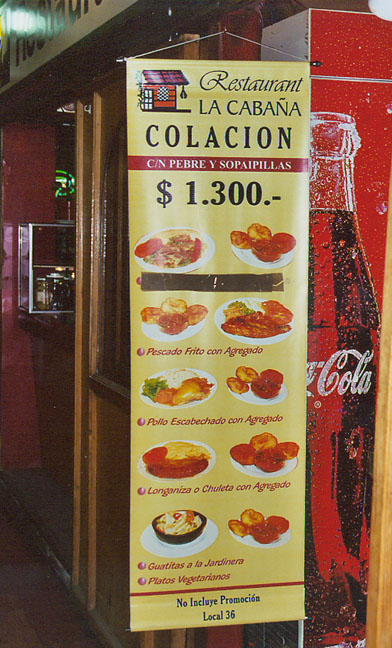 Restaurant
LA CABAÑA
COLACION
C/N PEBRE Y SOPAIPILLAS
$ 1.300.-
Pescado Frito con Agregado
Pollo Escabechado con Agregado
Longaniza o Chuleta con Agregado
Guatitas a la Jardinera
Platos Vegetarianos
No Incluye Promoción
Local 36
Coca-Cola